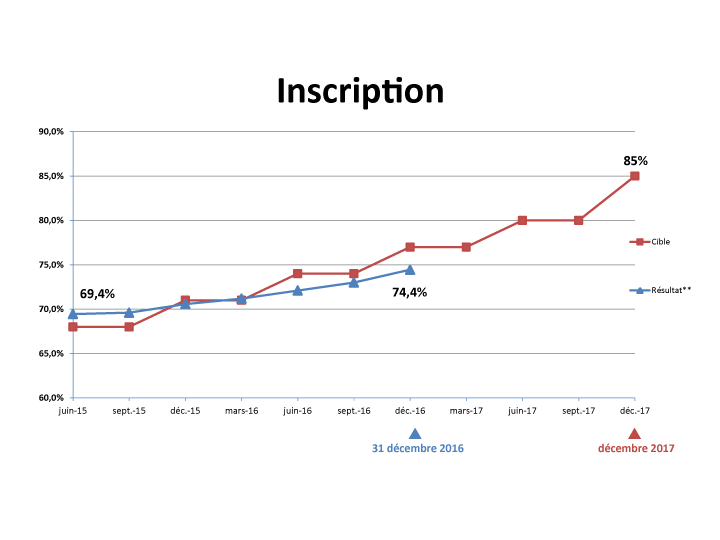 Inscription
90,0%
85%
85,0%
80,0%
Cible
75,0%
69,4%
74,4%
Résultat**
70,0%
65,0%
60,0%
juin-15 sept.-15 déc.-15 mars-16 juin-16 sept.-16 déc.-16 mars-17 juin-17 sept.-17 déc.-17
31 décembre 2016 décembre 2017